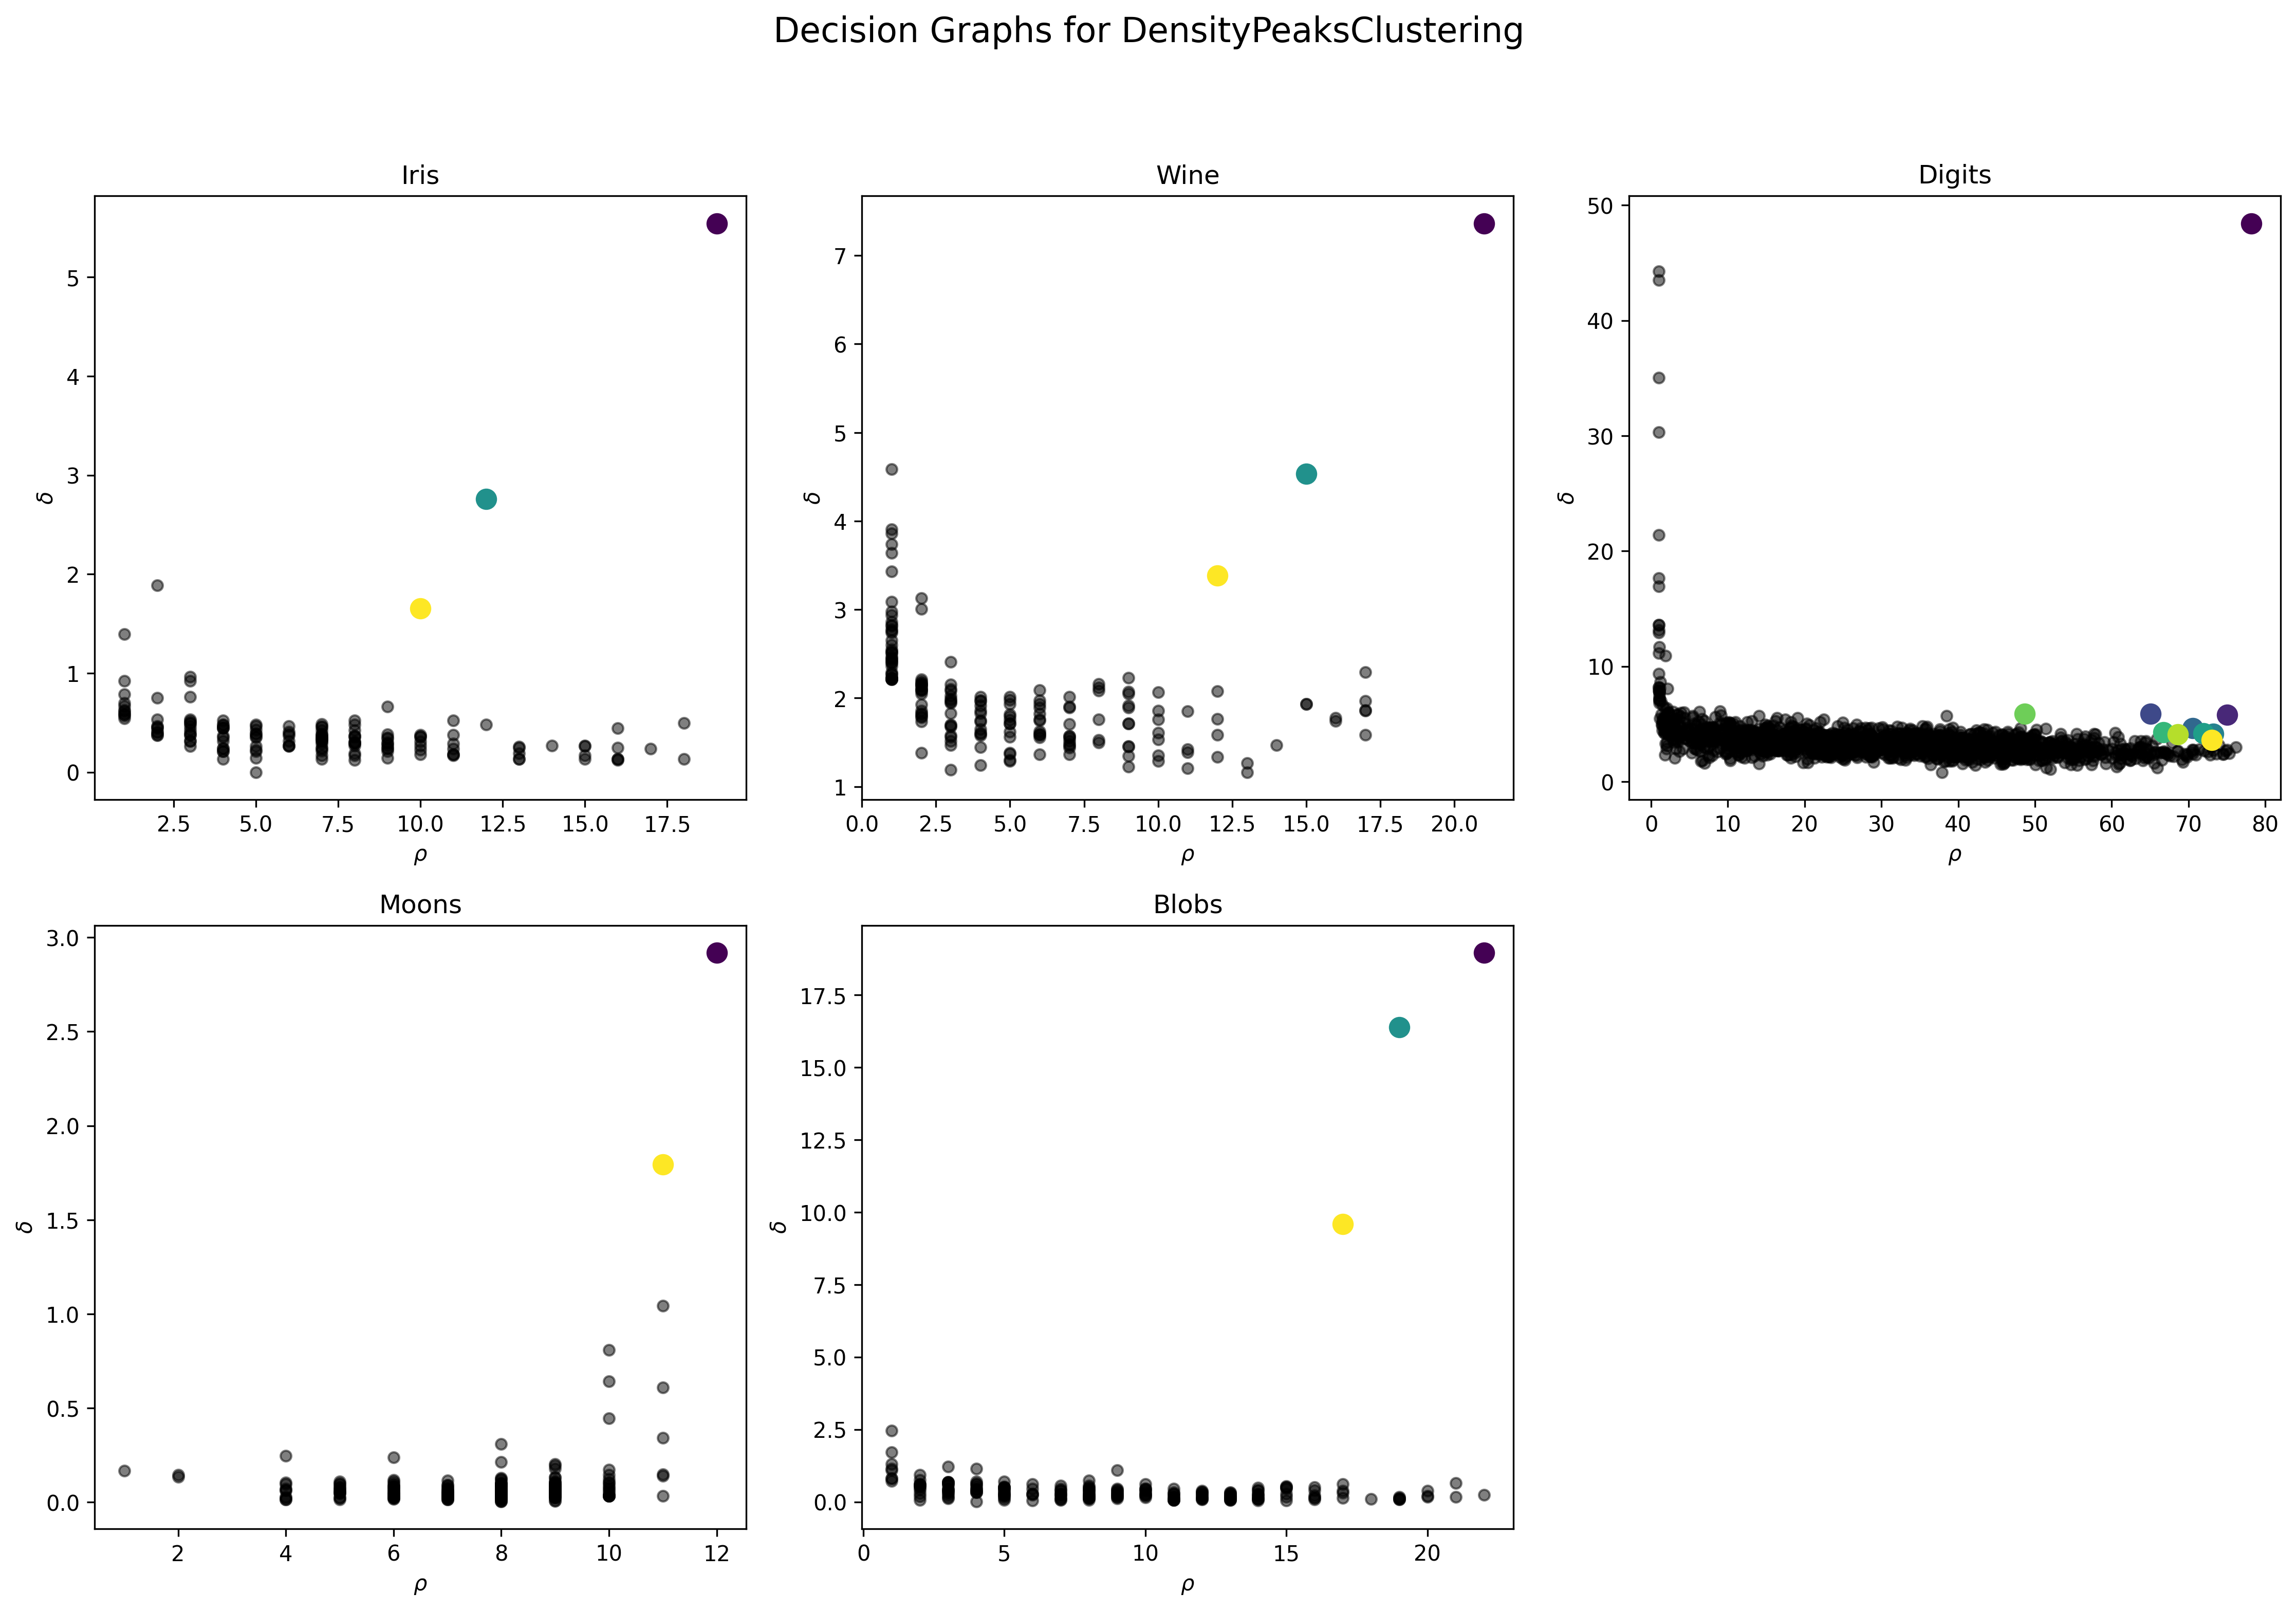 Decision Graphs for DensityPeaksClustering
Iris
5
4
3
2
1
0
δ
2.5 5.0 7.5 10.0 12.5 15.0 17.5
ρ
Wine
7
6
5
4
3
2
1
δ
0.0 2.5 5.0 7.5 10.0 12.5 15.0 17.5 20.0
ρ
Digits
50
40
30
20
10
0
δ
0 10 20 30 40 50 60 70 80
ρ
Moons
3.0
2.5
2.0
1.5
1.0
0.5
0.0
δ
2 4 6 8 10 12
ρ
Blobs
17.5
15.0
12.5
10.0
7.5
5.0
2.5
0.0
δ
0 5 10 15 20
ρ